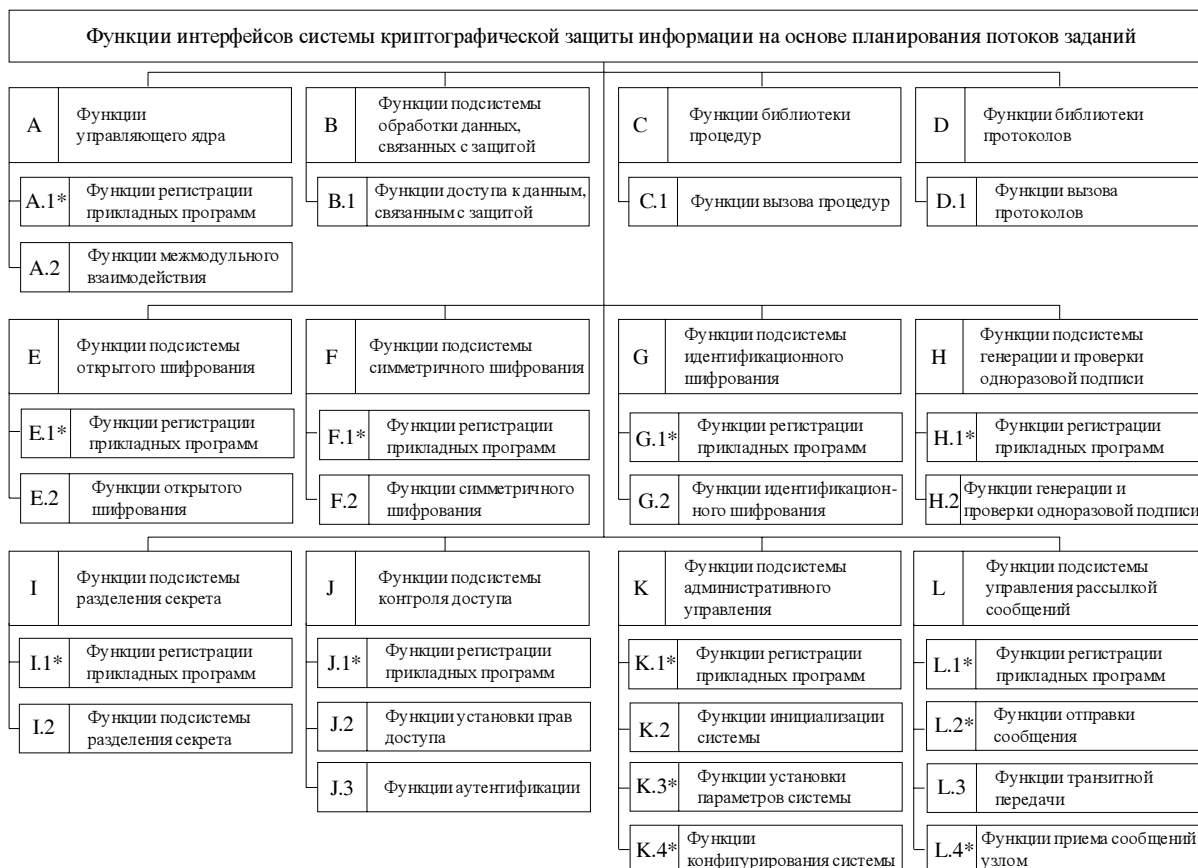 Функции интерфейсов системы криптографической защиты информации на основе планирования потоков заданий
A
Функции
управляющего ядра
B
Функции подсистемы
обработки данных,
связанных с защитой
C
Функции библиотеки
процедур
D
Функции библиотеки
протоколов
A.1*
Функции регистрации
прикладных программ
B.1
Функции доступа к данным,
связанным с защитой
C.1
Функции вызова процедур
D.1
Функции вызова
протоколов
A.2
Функции межмодульного
взаимодействия
E
Функции подсистемы
открытого шифрования
F
Функции подсистемы
симметричного шифрования
G
Функции подсистемы
идентификационного
шифрования
H
Функции подсистемы
генерации и проверки
одноразовой подписи
E.1*
Функции регистрации
прикладных программ
F.1*
Функции регистрации
прикладных программ
G.1*
Функции регистрации
прикладных программ
H.1*
Функции регистрации
прикладных программ
E.2
Функции открытого
шифрования
F.2
Функции симметричного
шифрования
G.2
Функции идентификацион-
ного шифрования
H.2
Функции генерации и
проверки одноразовой подписи
I
Функции подсистемы
разделения секрета
J
Функции подсистемы
контроля доступа
K
Функции подсистемы
административного
управления
L
Функции подсистемы
управления рассылкой
сообщений
I.1*
Функции регистрации
прикладных программ
J.1*
Функции регистрации
прикладных программ
K.1*
Функции регистрации
прикладных программ
L.1*
Функции регистрации
прикладных программ
I.2
Функции подсистемы
разделения секрета
J.2
Функции установки прав
доступа
K.2
Функции инициализации
системы
L.2*
Функции отправки
сообщения
J.3
Функции аутентификации
K.3*
Функции установки
параметров системы
L.3
Функции транзитной
передачи
K.4*
Функции
конфигурирования системы
L.4*
Функции приема сообщений
узлом